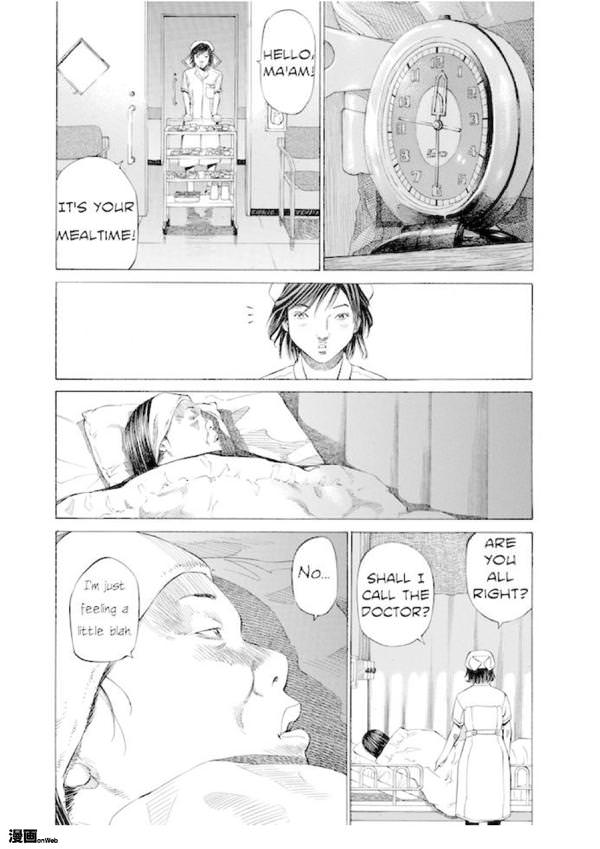 HELLO,
MA'AM!
IT'S YOUR
MEALTIME!
ARE
YOU
ALL
RIGHT?
SHALL I
CALL THE
DOCTOR?
No...
I'm just
feeling a
little blah.
漫画onWeb